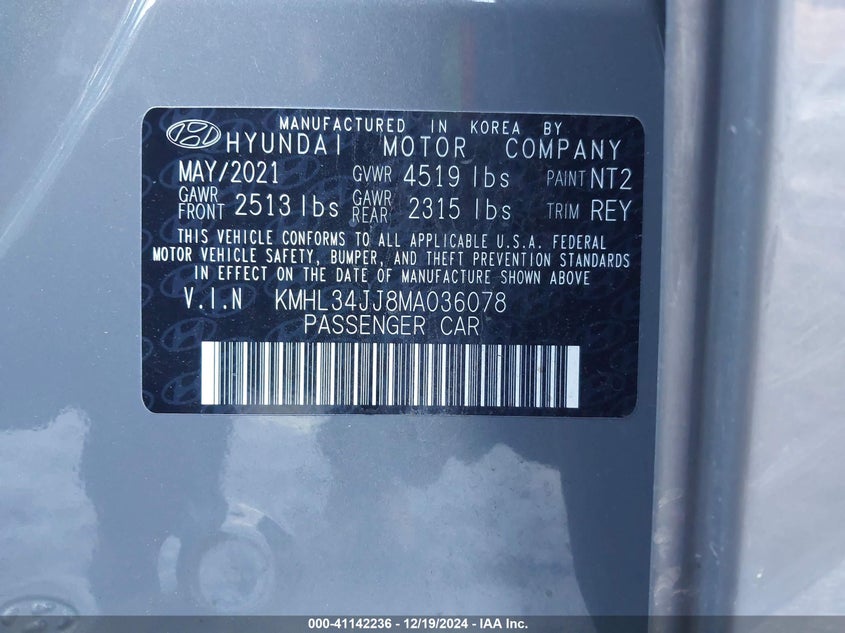 MANUFACTURED IN KOREA BY
HYUNDAI MOTOR COMPANY
MAY/2021 GVWR 4519 lbs PAINT NT2
GAWR FRONT 2513 lbs GAWR REAR 2315 lbs TRIM REY
THIS VEHICLE CONFORMS TO ALL APPLICABLE U.S.A. FEDERAL
MOTOR VEHICLE SAFETY, BUMPER, AND THEFT PREVENTION STANDARDS
IN EFFECT ON THE DATE OF MANUFACTURE SHOWN ABOVE
V.I.N KMHL34JJ8MA036078
PASSENGER CAR
000-41142236 - 12/19/2024 - IAA Inc.